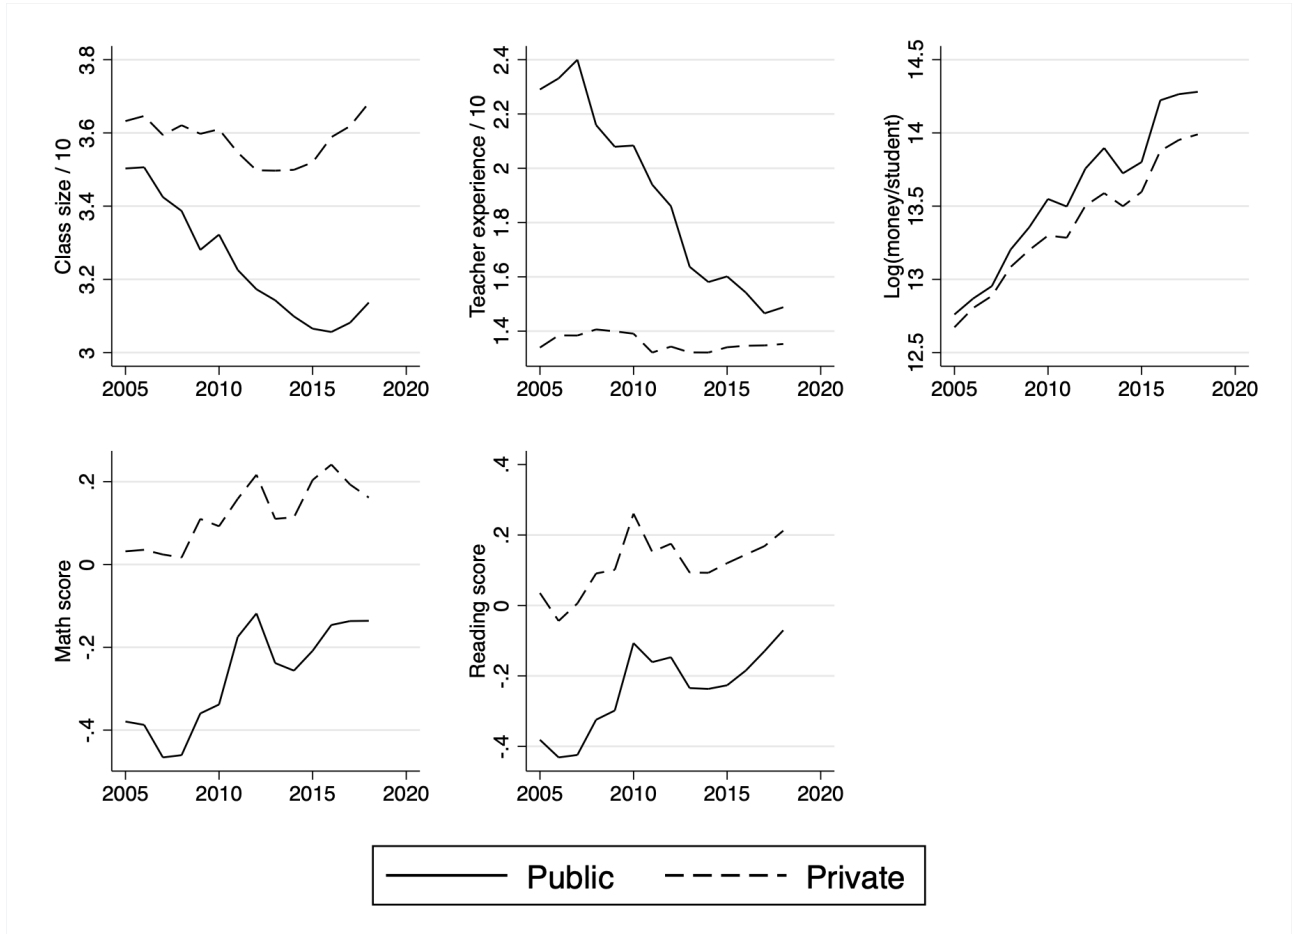 Class size / 10
3.8
3.6
3.4
3.2
3
2005 2010 2015 2020
Teacher experience / 10
2.4
2.2
2
1.8
1.6
1.4
2005 2010 2015 2020
Log(money/student)
14.5
14
13.5
13
12.5
2005 2010 2015 2020
Math score
.2
0
-.2
-.4
2005 2010 2015 2020
Reading score
.4
.2
0
-.2
-.4
2005 2010 2015 2020
Public Private